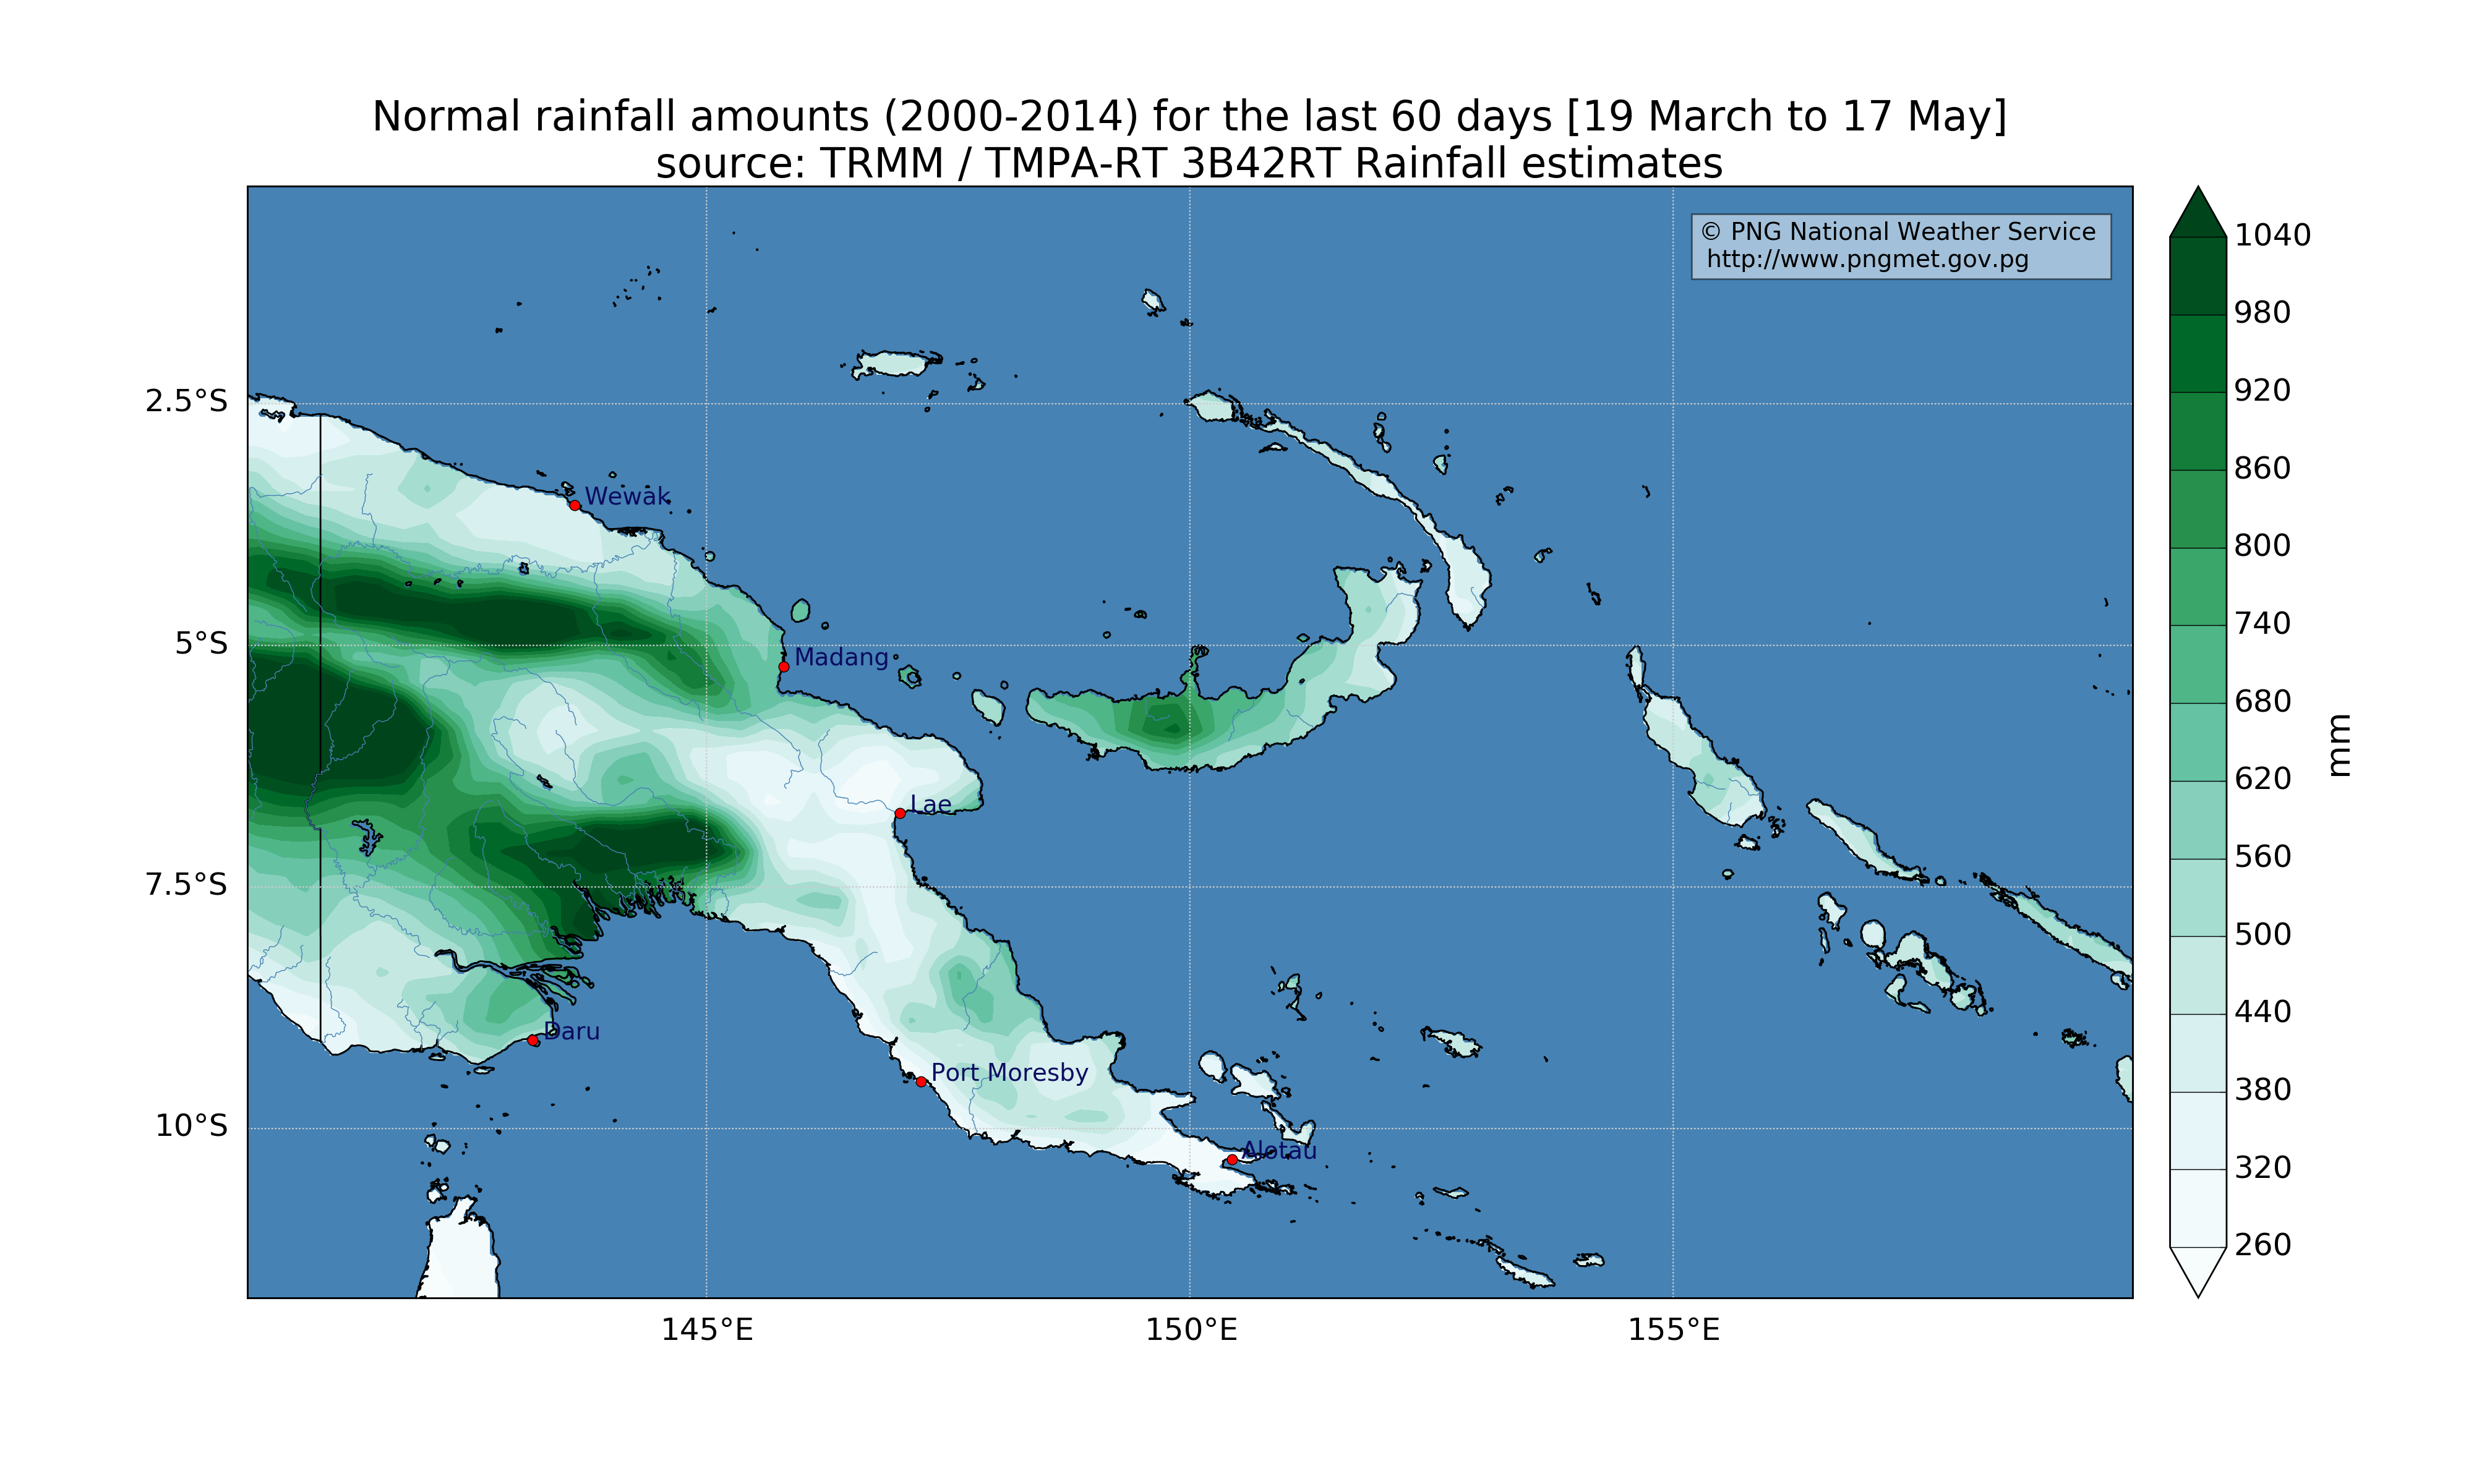 Normal rainfall amounts (2000-2014) for the last 60 days [19 March to 17 May]
source: TRMM / TMPA-RT 3B42RT Rainfall estimates
© PNG National Weather Service
http://www.pngmet.gov.pg
1040
980
920
860
800
740
680
620
560
500
440
380
320
260
mm
2.5°S
5°S
7.5°S
10°S
Wewak
Madang
Lae
Daru
Port Moresby
Alotau
145°E
150°E
155°E